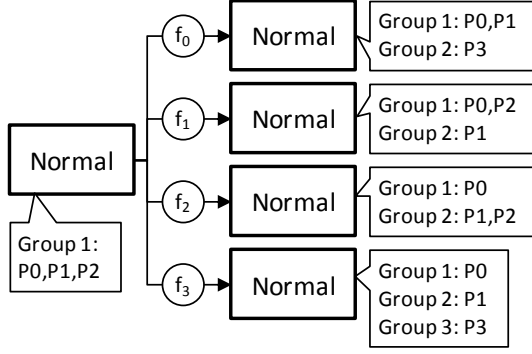 f0
Normal
Group 1: P0,P1
Group 2: P3
f1
Normal
Group 1: P0,P2
Group 2: P1
Normal
Group 1:
P0,P1,P2
f2
Normal
Group 1: P0
Group 2: P1,P2
f3
Normal
Group 1: P0
Group 2: P1
Group 3: P3